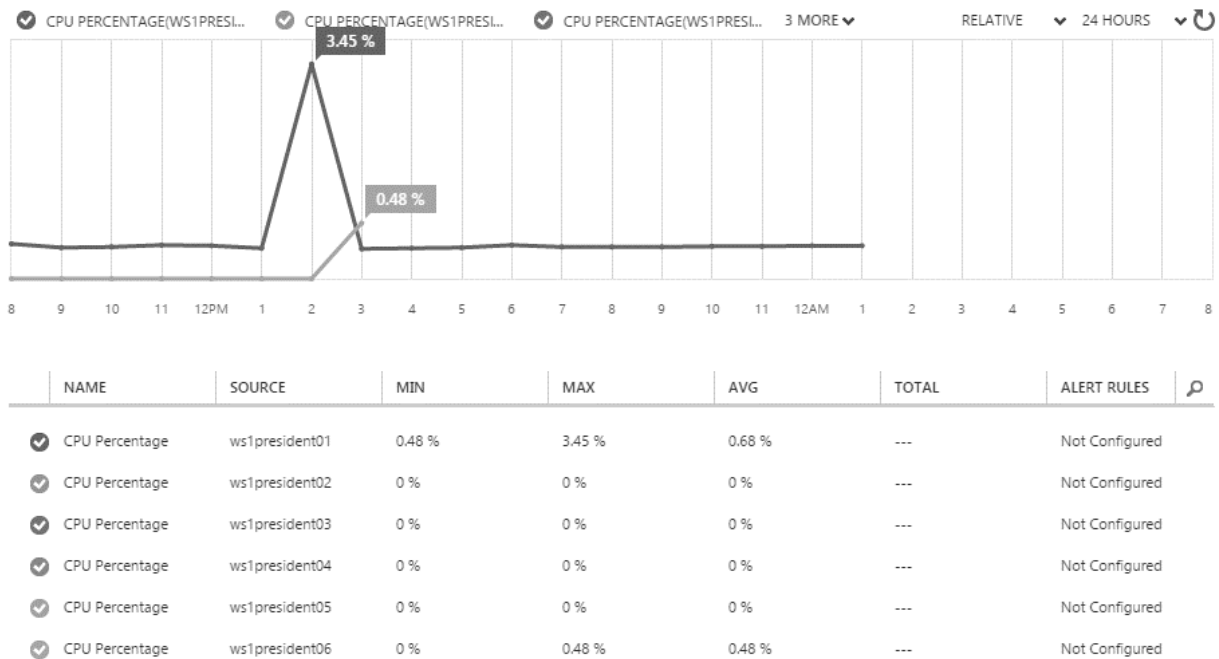 CPU PERCENTAGE(WS1PRESI... CPU PERCENTAGE(WS1PRESI... CPU PERCENTAGE(WS1PRESI... 3 MORE RELATIVE 24 HOURS
3.45 %
0.48 %
8 9 10 11 12PM 1 2 3 4 5 6 7 8 9 10 11 12AM 1 2 3 4 5 6 7 8
NAME SOURCE MIN MAX AVG TOTAL ALERT RULES
CPU Percentage ws1president01 0.48 % 3.45 % 0.68 % --- Not Configured
CPU Percentage ws1president02 0 % 0 % 0 % --- Not Configured
CPU Percentage ws1president03 0 % 0 % 0 % --- Not Configured
CPU Percentage ws1president04 0 % 0 % 0 % --- Not Configured
CPU Percentage ws1president05 0 % 0 % 0 % --- Not Configured
CPU Percentage ws1president06 0 % 0.48 % 0.48 % --- Not Configured